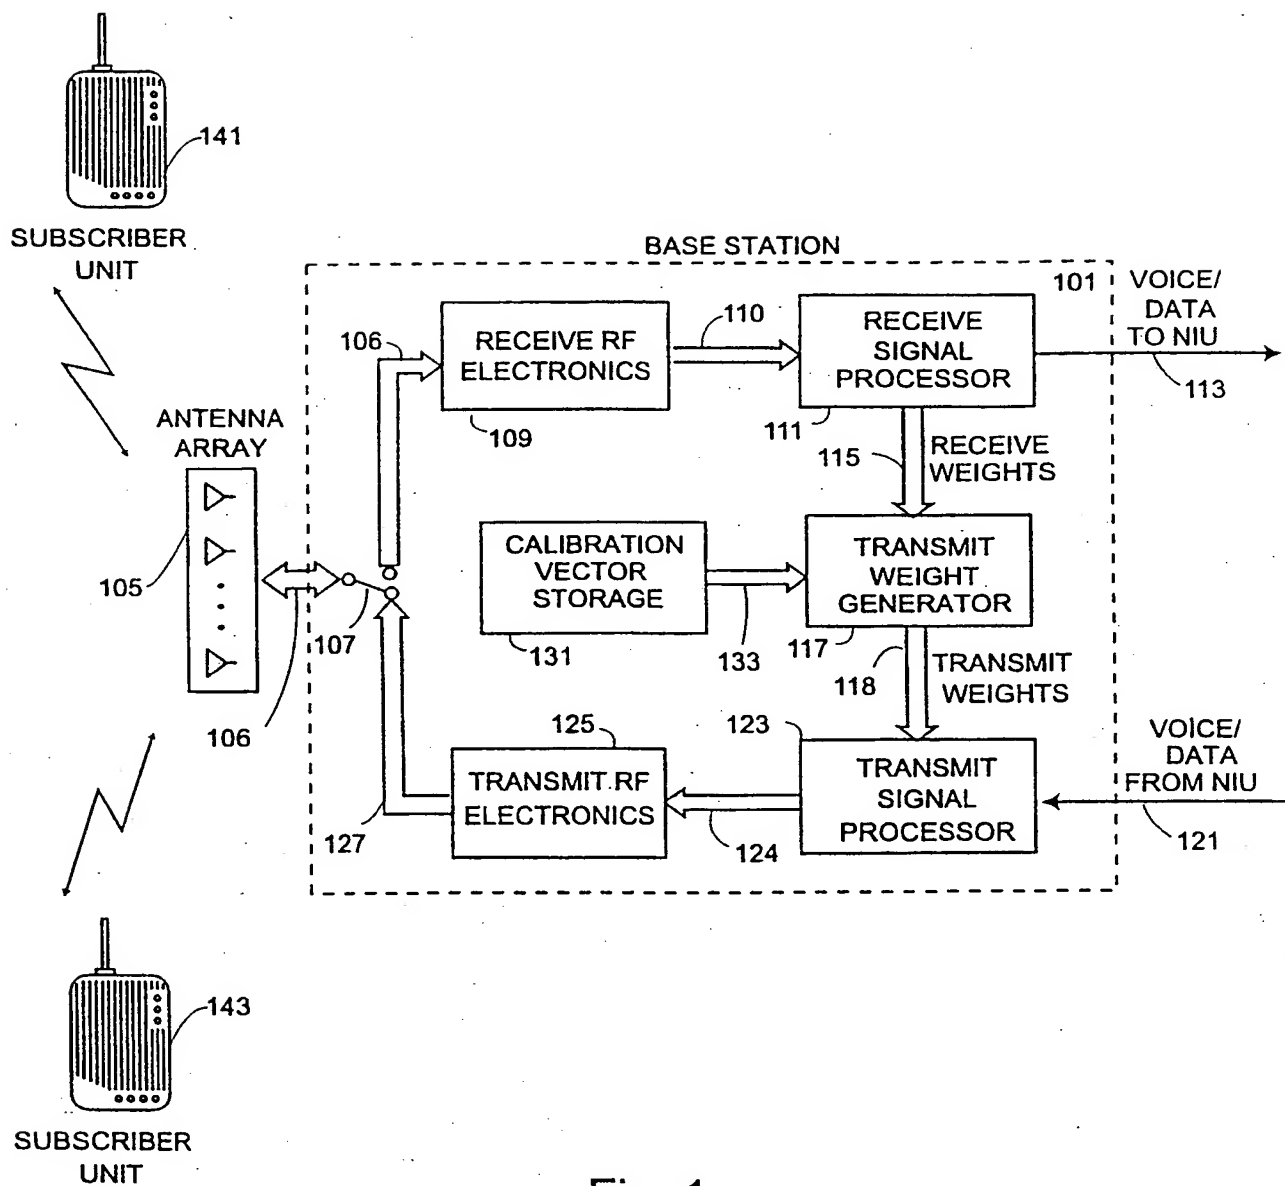 141
SUBSCRIBER
UNIT
BASE STATION
101
VOICE/
DATA
TO NIU
113
106
RECEIVE RF
ELECTRONICS
109
110
RECEIVE
SIGNAL
PROCESSOR
111
115
RECEIVE
WEIGHTS
ANTENNA
ARRAY
105
106
107
CALIBRATION
VECTOR
STORAGE
131
133
TRANSMIT
WEIGHT
GENERATOR
117
118
TRANSMIT
WEIGHTS
125
TRANSMIT RF
ELECTRONICS
127
124
123
TRANSMIT
SIGNAL
PROCESSOR
VOICE/
DATA
FROM NIU
121
143
SUBSCRIBER
UNIT